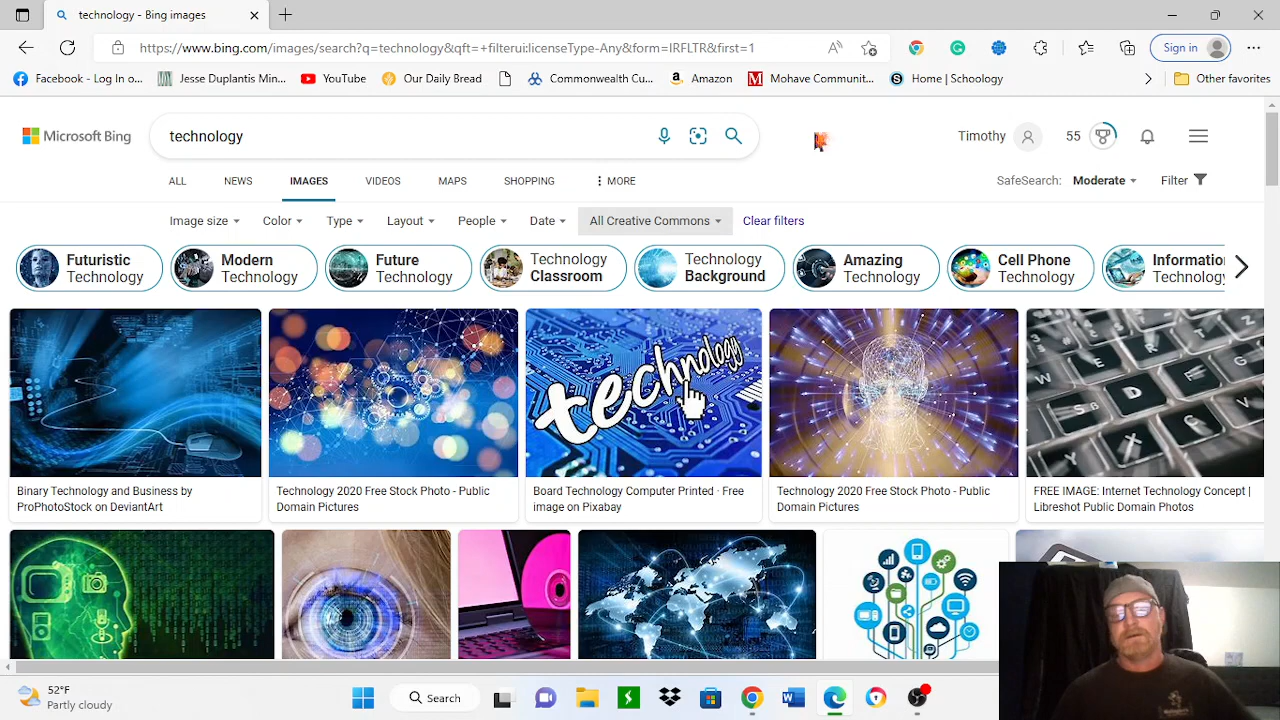 technology - Bing images
https://www.bing.com/images/search?q=technology&qft=+filterui:licenseType-Any&form=IRFLTR&first=1
Sign in
Facebook - Log In o...
Jesse Duplantis Min...
YouTube
Our Daily Bread
Commonwealth Cu...
Amazon
Mohave Communit...
Home | Schoology
Other favorites
Microsoft Bing
technology
Timothy
55
ALL
NEWS
IMAGES
VIDEOS
MAPS
SHOPPING
MORE
SafeSearch: Moderate
Filter
Image size
Color
Type
Layout
People
Date
All Creative Commons
Clear filters
Futuristic
Technology
Modern
Technology
Future
Technology
Technology
Classroom
Technology
Background
Amazing
Technology
Cell Phone
Technology
Information
Technology
technology
Binary Technology and Business by
ProPhotoStock on DeviantArt
Technology 2020 Free Stock Photo - Public
Domain Pictures
Board Technology Computer Printed · Free
image on Pixabay
Technology 2020 Free Stock Photo - Public
Domain Pictures
FREE IMAGE: Internet Technology Concept |
Libreshot Public Domain Photos
52°F
Partly cloudy
Search